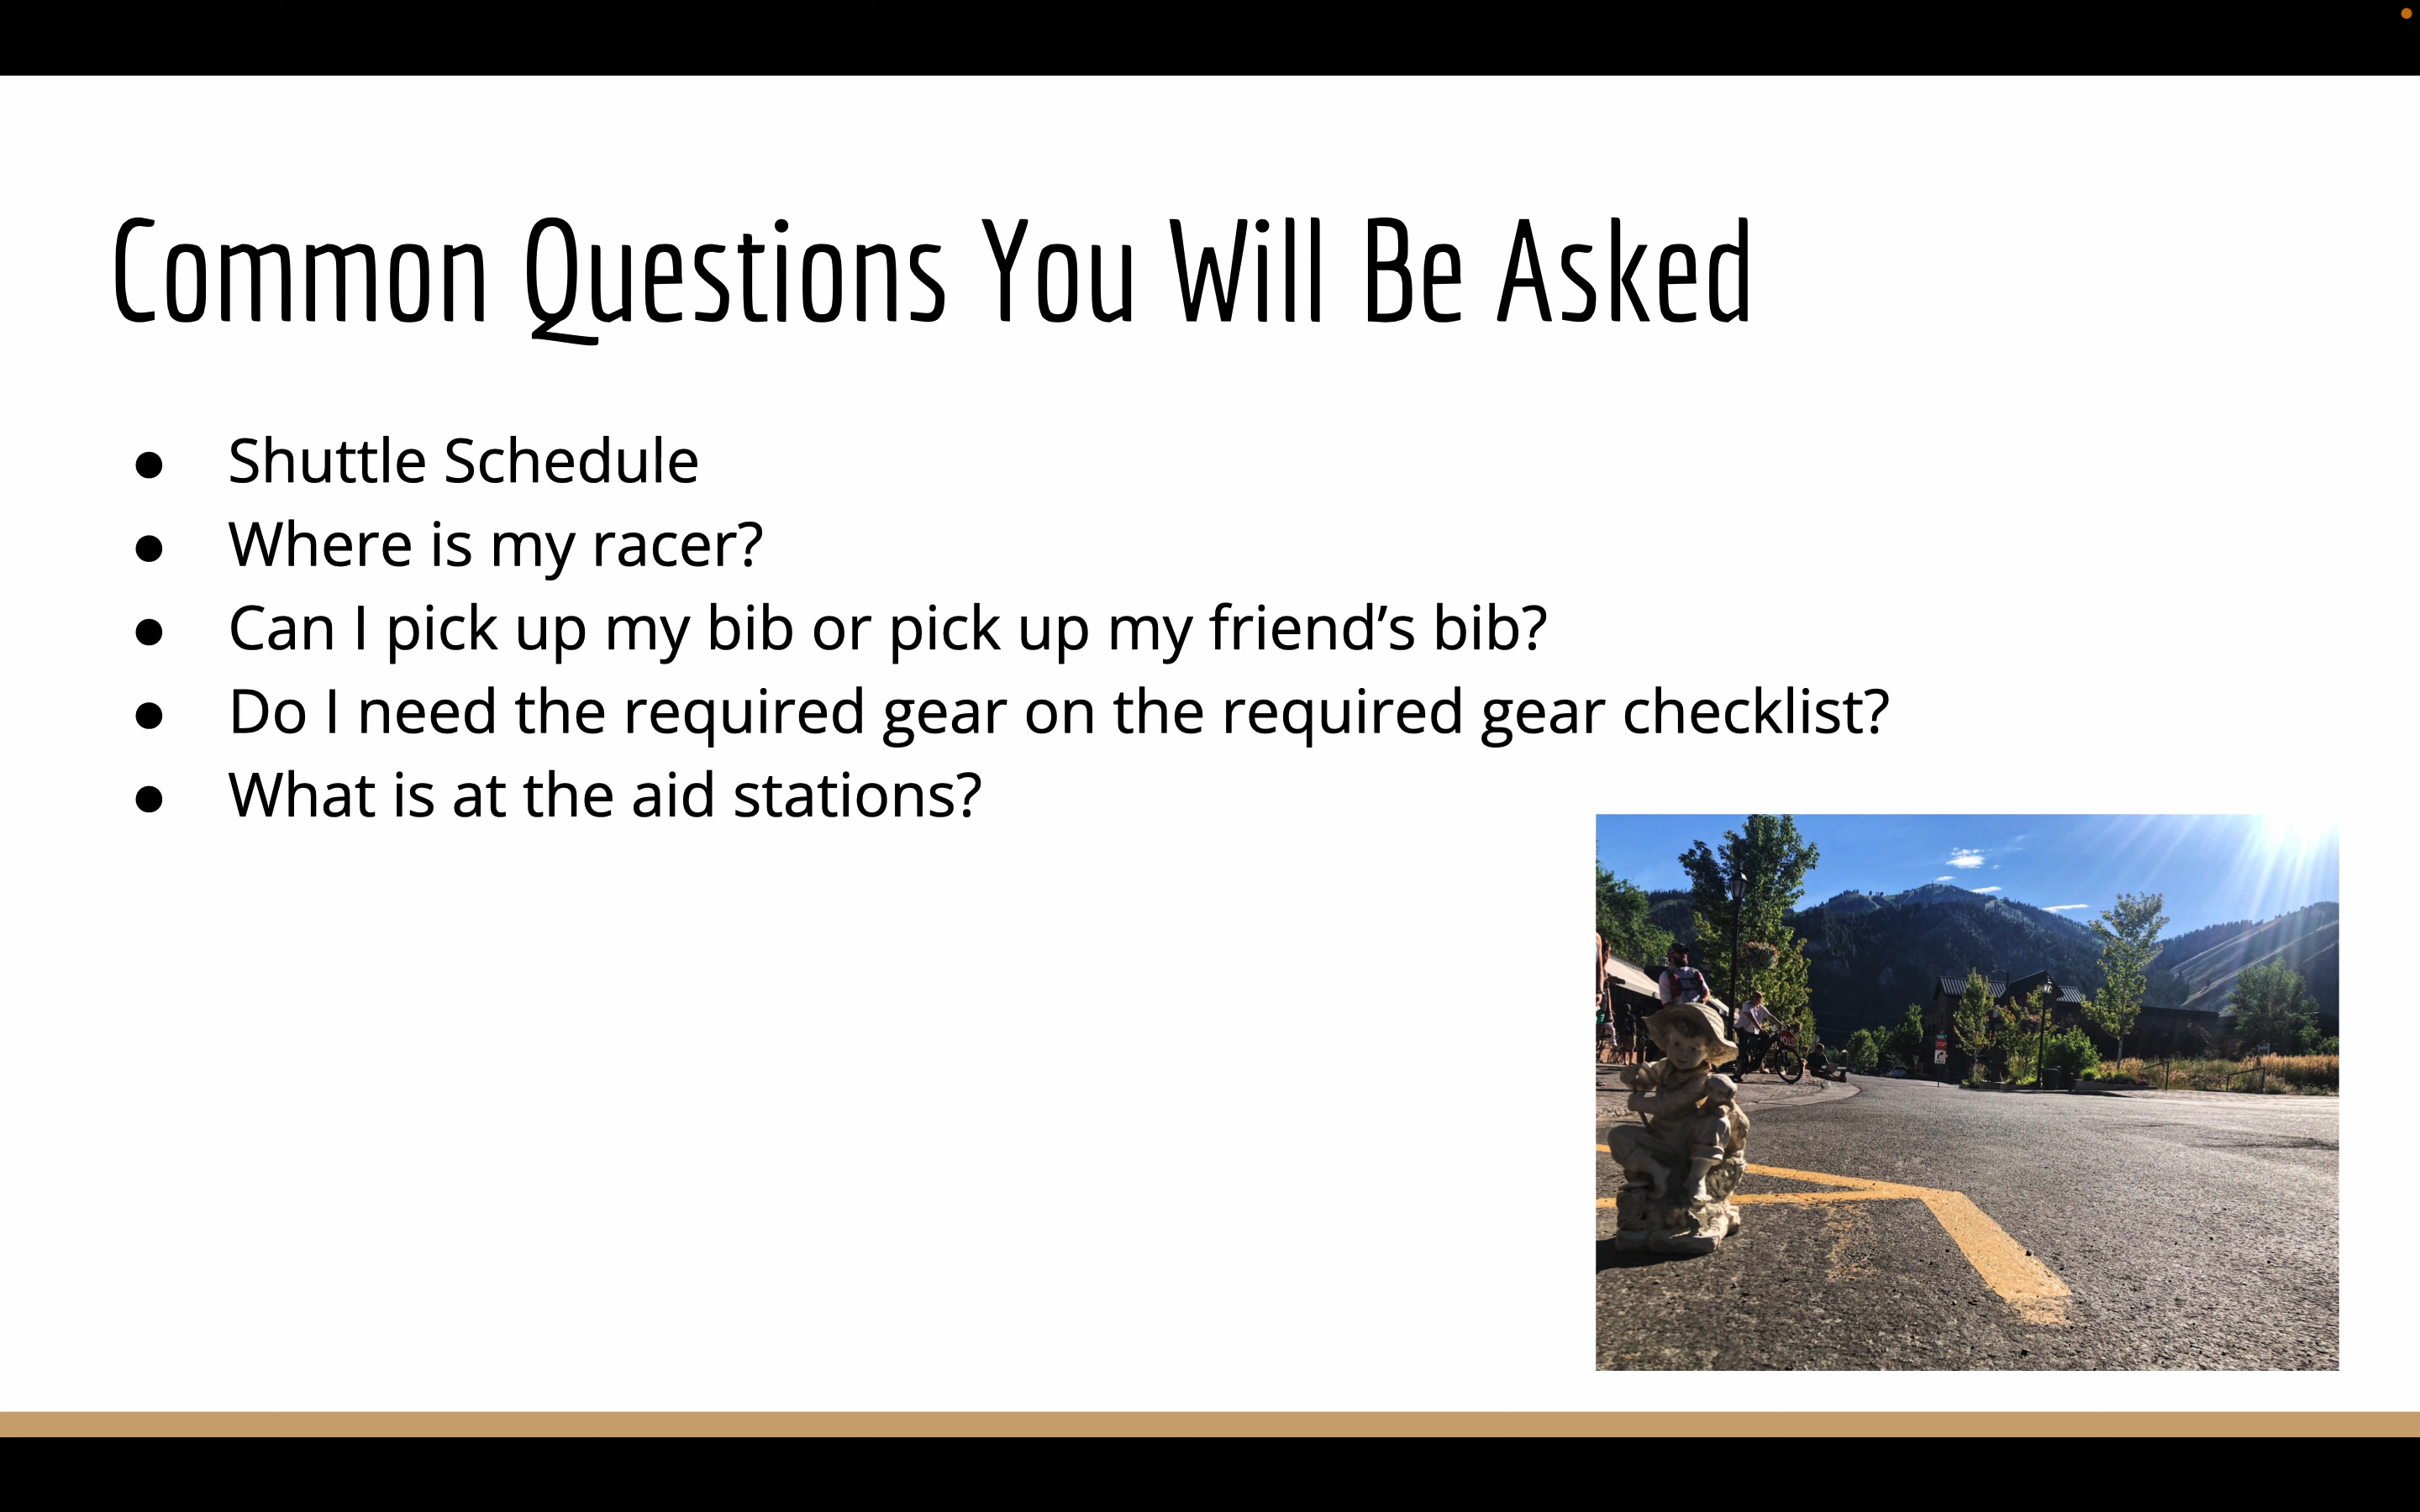 Common Questions You Will Be Asked
● Shuttle Schedule
● Where is my racer?
● Can I pick up my bib or pick up my friend’s bib?
● Do I need the required gear on the required gear checklist?
● What is at the aid stations?